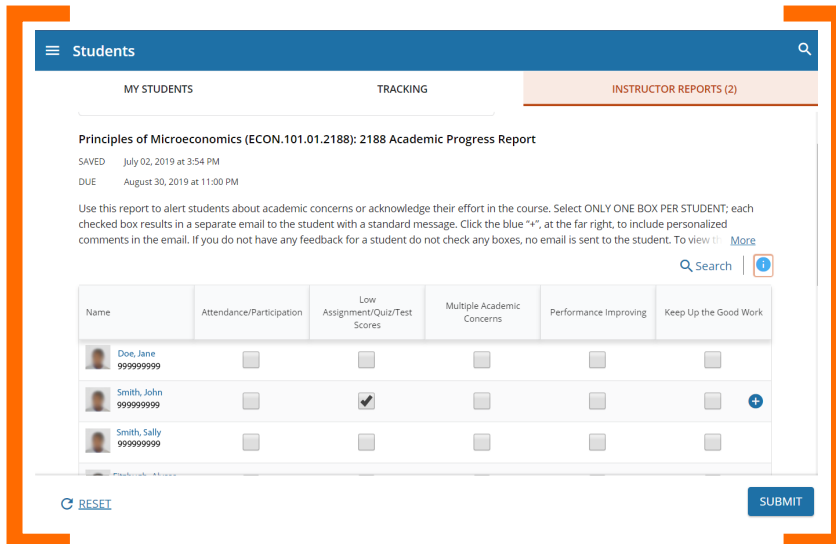 Students
MY STUDENTS
TRACKING
INSTRUCTOR REPORTS (2)
Principles of Microeconomics (ECON.101.01.2188): 2188 Academic Progress Report
SAVED July 02, 2019 at 3:54 PM
DUE August 30, 2019 at 11:00 PM
Use this report to alert students about academic concerns or acknowledge their effort in the course. Select ONLY ONE BOX PER STUDENT; each
checked box results in a separate email to the student with a standard message. Click the blue "+", at the far right, to include personalized
comments in the email. If you do not have any feedback for a student do not check any boxes, no email is sent to the student. To view More
Search
Name
Attendance/Participation
Low
Assignment/Quiz/Test
Scores
Multiple Academic
Concerns
Performance Improving
Keep Up the Good Work
Doe, Jane
999999999
Smith, John
999999999
Smith, Sally
999999999
RESET
SUBMIT